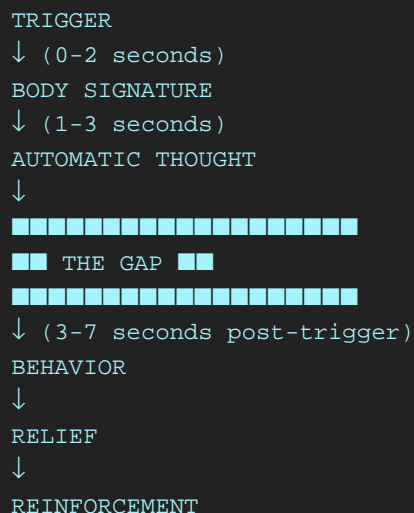 TRIGGER
↓ (0-2 seconds)
BODY SIGNATURE
↓ (1-3 seconds)
AUTOMATIC THOUGHT
↓
■■■■■■■■■■■■■■■■■■■
■■ THE GAP ■■
■■■■■■■■■■■■■■■■■■■
↓ (3-7 seconds post-trigger)
BEHAVIOR
↓
RELIEF
↓
REINFORCEMENT